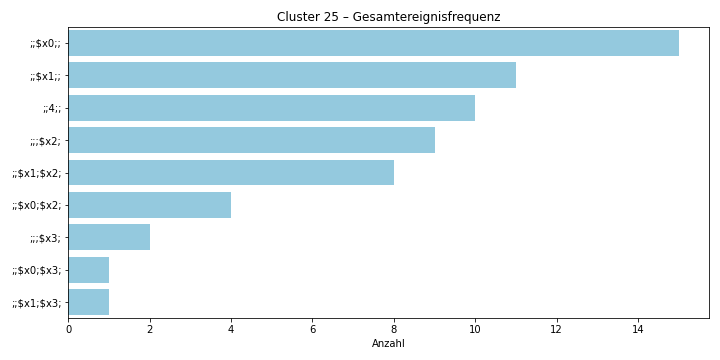 Cluster 25 – Gesamtereignisfrequenz
;;$x0;;
;;$x1;;
;;4;;
;;;$x2;
;;$x1;$x2;
;;$x0;$x2;
;;;$x3;
;;$x0;$x3;
;;$x1;$x3;
0 2 4 6 8 10 12 14
Anzahl